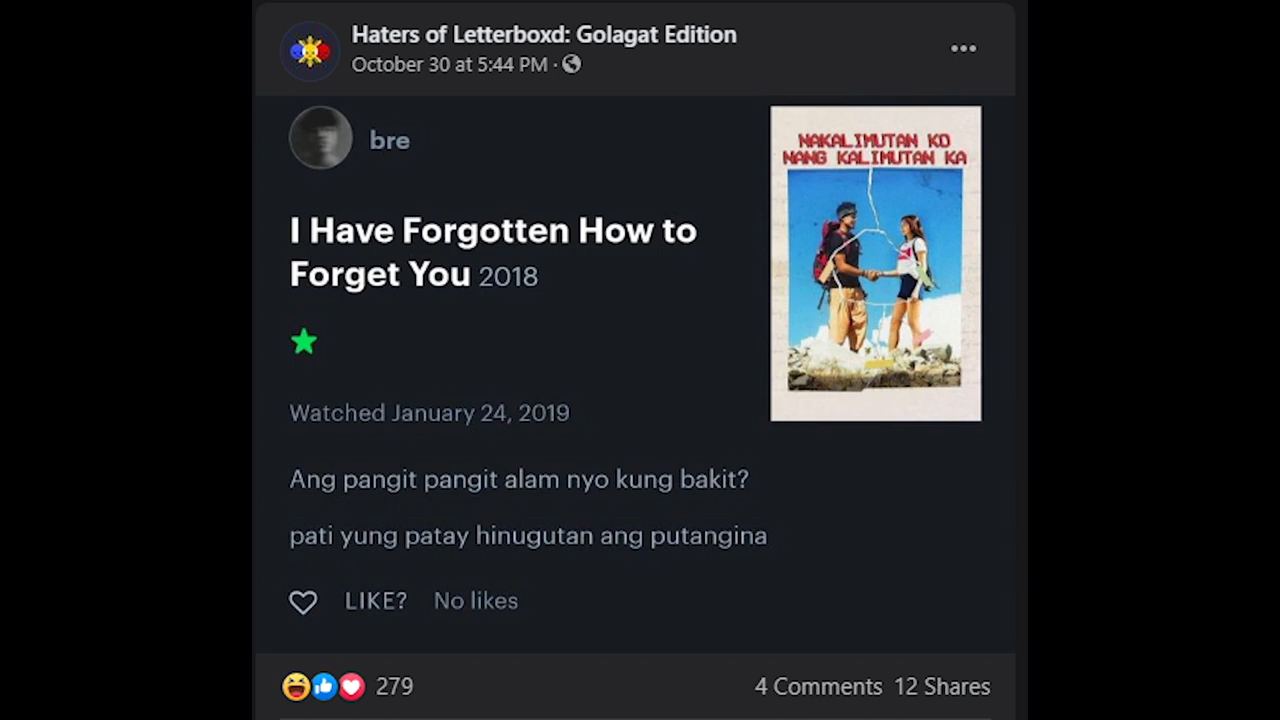 Haters of Letterboxd: Golagat Edition
October 30 at 5:44 PM ·
bre
NAKALIMUTAN KO
NANG KALIMUTAN KA
I Have Forgotten How to
Forget You 2018
Watched January 24, 2019
Ang pangit pangit alam nyo kung bakit?
pati yung patay hinugutan ang putangina
LIKE? No likes
279
4 Comments 12 Shares